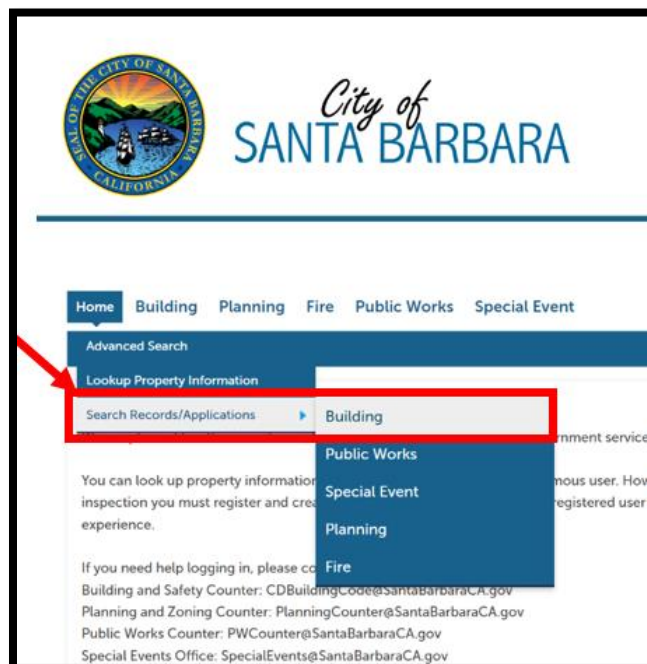 SEAL OF THE CITY OF SANTA BARBARA
CALIFORNIA
City of
SANTA BARBARA
Home Building Planning Fire Public Works Special Event
Advanced Search
Lookup Property Information
Search Records/Applications
Building
Public Works
Special Event
Planning
Fire
rnment service
You can look up property information
mous user. How
inspection you must register and crea
registered user
experience.
If you need help logging in, please co
Building and Safety Counter: CDBuildingCode@SantaBarbaraCA.gov
Planning and Zoning Counter: PlanningCounter@SantaBarbaraCA.gov
Public Works Counter: PWCounter@SantaBarbaraCA.gov
Special Events Office: SpecialEvents@SantaBarbaraCA.gov